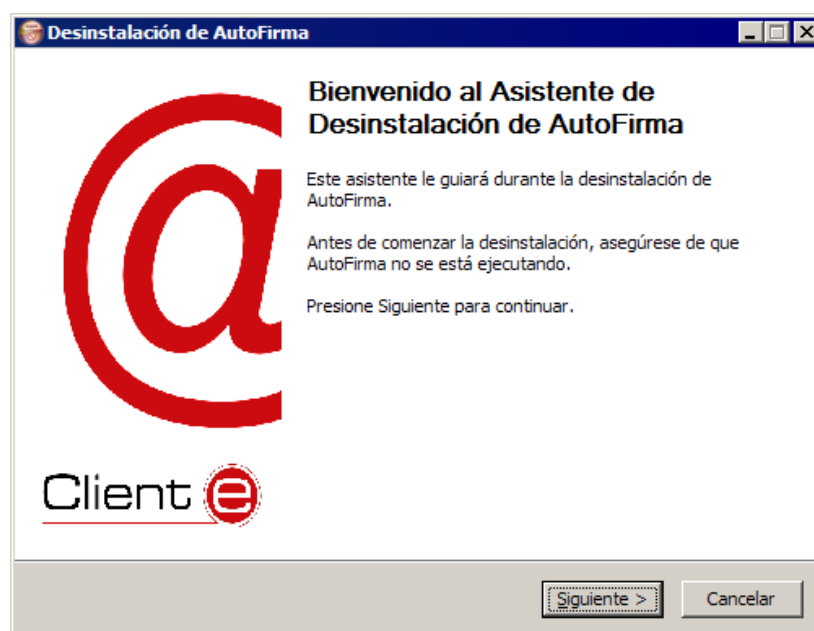 Desinstalación de AutoFirma
Bienvenido al Asistente de
Desinstalación de AutoFirma
Este asistente le guiará durante la desinstalación de
AutoFirma.
Antes de comenzar la desinstalación, asegúrese de que
AutoFirma no se está ejecutando.
Presione Siguiente para continuar.
@
Client e
Siguiente >
Cancelar